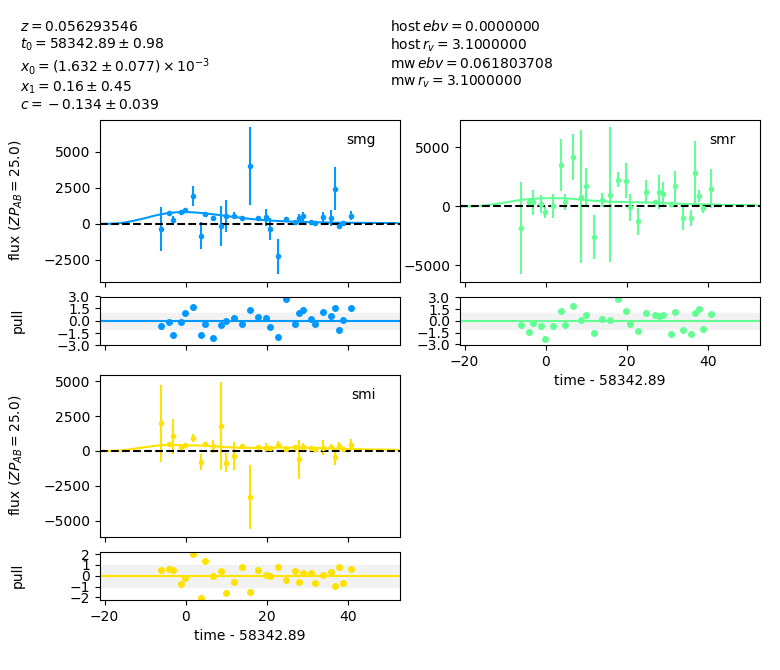 z = 0.056293546
t₀ = 58342.89 ± 0.98
x₀ = (1.632 ± 0.077) × 10⁻³
x₁ = 0.16 ± 0.45
c = −0.134 ± 0.039
host ebv = 0.0000000
host r_v = 3.1000000
mw ebv = 0.061803708
mw r_v = 3.1000000
smg
flux (ZP_AB = 25.0)
5000
2500
0
−2500
pull
3.0
1.5
0.0
−1.5
−3.0
smr
5000
0
−5000
3.0
1.5
0.0
−1.5
−3.0
−20
0
20
40
time - 58342.89
smi
flux (ZP_AB = 25.0)
5000
2500
0
−2500
−5000
pull
2
1
0
−1
−2
−20
0
20
40
time - 58342.89